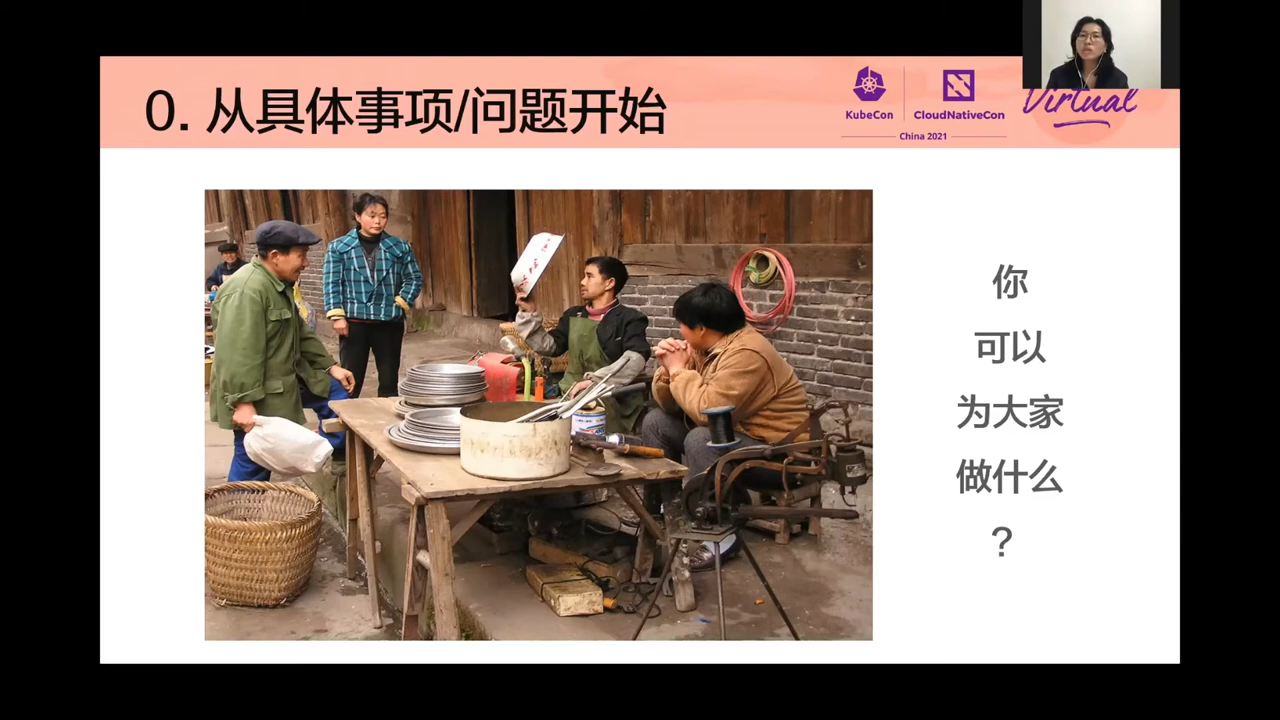 0. 从具体事项/问题开始
KubeCon
CloudNativeCon
China 2021
Virtual
你
可以
为大家
做什么
?